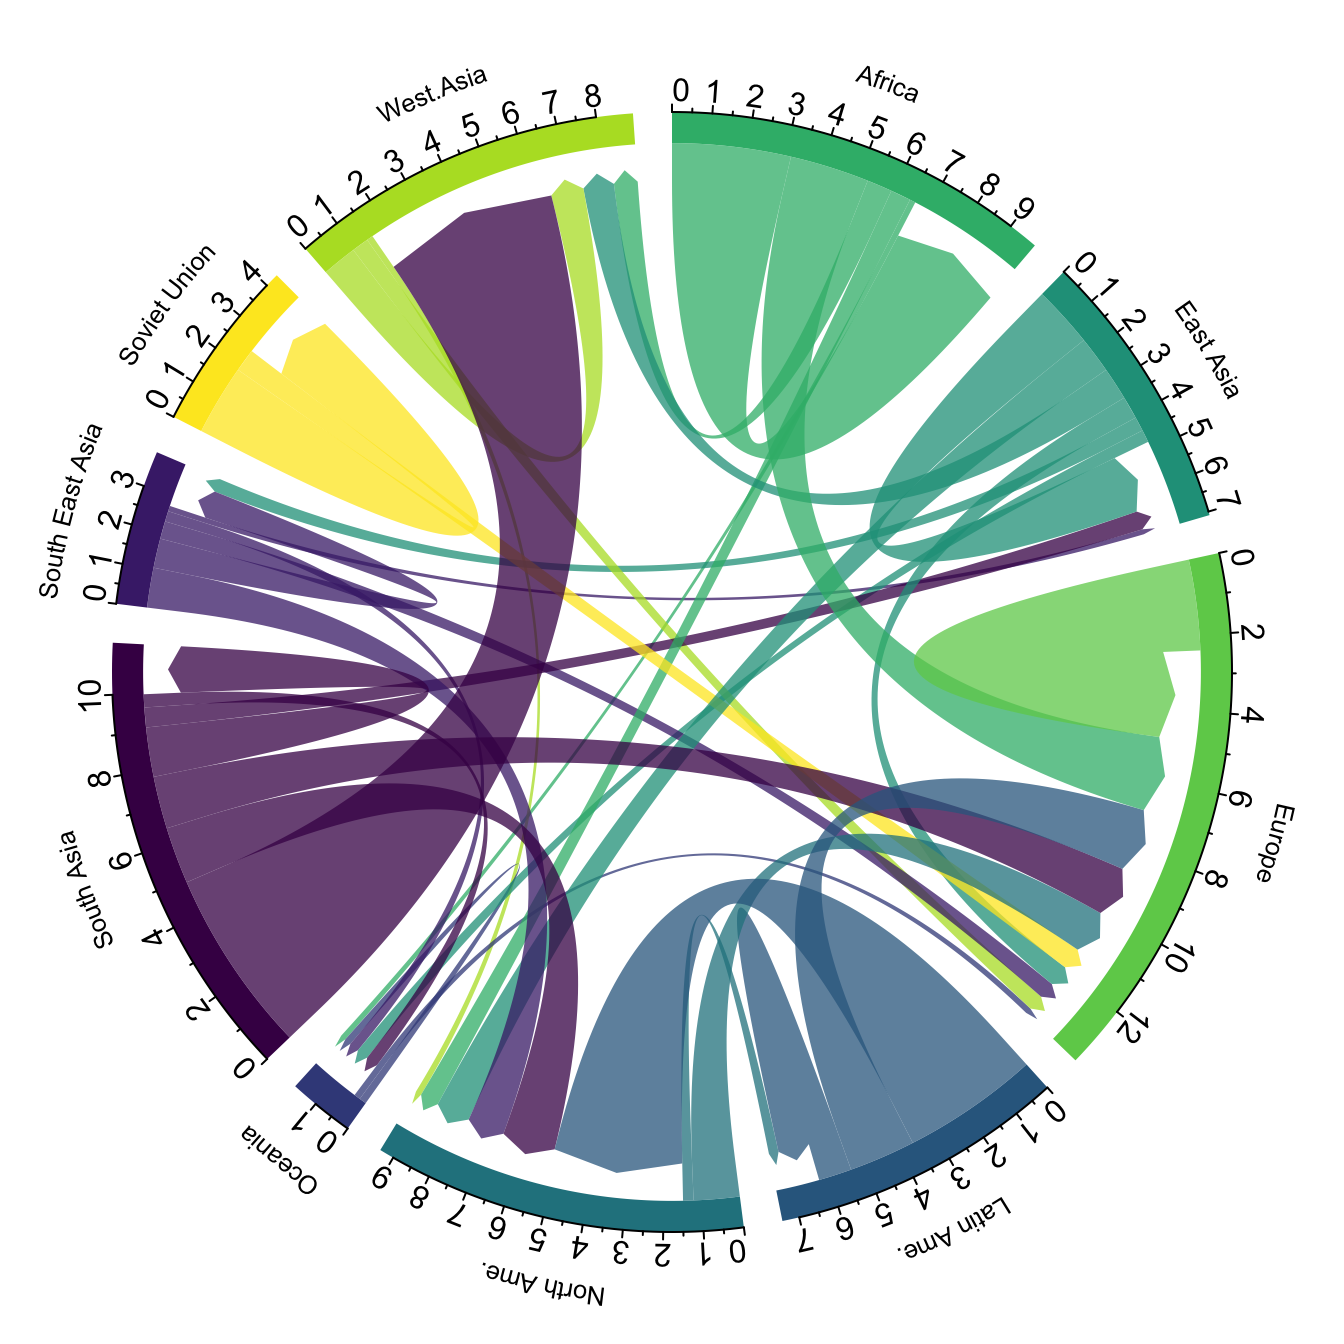 Africa
0 1 2 3 4 5 6 7 8 9
East Asia
0 1 2 3 4 5 6 7
Europe
0 2 4 6 8 10 12
Latin Ame.
0 1 2 3 4 5 6 7
North Ame.
0 1 2 3 4 5 6 7 8 9
Oceania
0 1
South Asia
0 2 4 6 8 10
South East Asia
0 1 2 3
Soviet Union
0 1 2 3 4
West.Asia
0 1 2 3 4 5 6 7 8